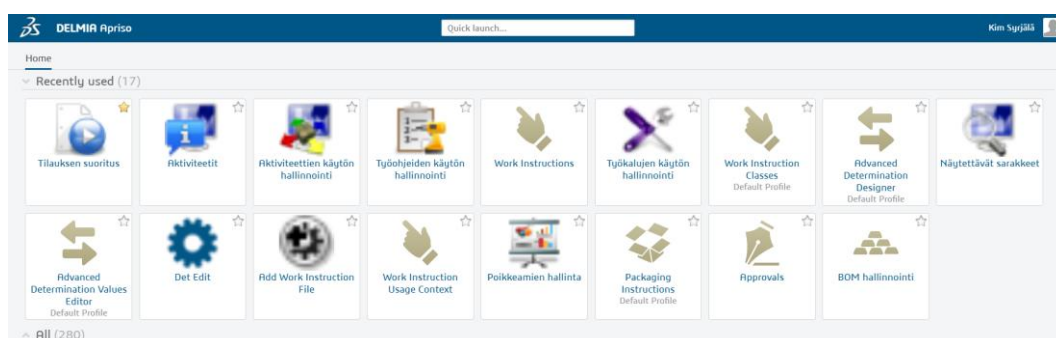 DELMIA Apriso
Quick launch...
Kim Syrjälä
Home
Recently used (17)
Tilauksen suoritus
Aktiviteetit
Aktiviteettien käytön
hallinnointi
Työohjeiden käytön
hallinnointi
Work Instructions
Työkalujen käytön
hallinnointi
Work Instruction
Classes
Default Profile
Advanced
Determination
Designer
Default Profile
Näytettävät sarakkeet
Advanced
Determination Values
Editor
Default Profile
Det Edit
Add Work Instruction
File
Work Instruction
Usage Context
Poikkeamien hallinta
Packaging
Instructions
Default Profile
Approvals
BOM hallinnointi
All (280)